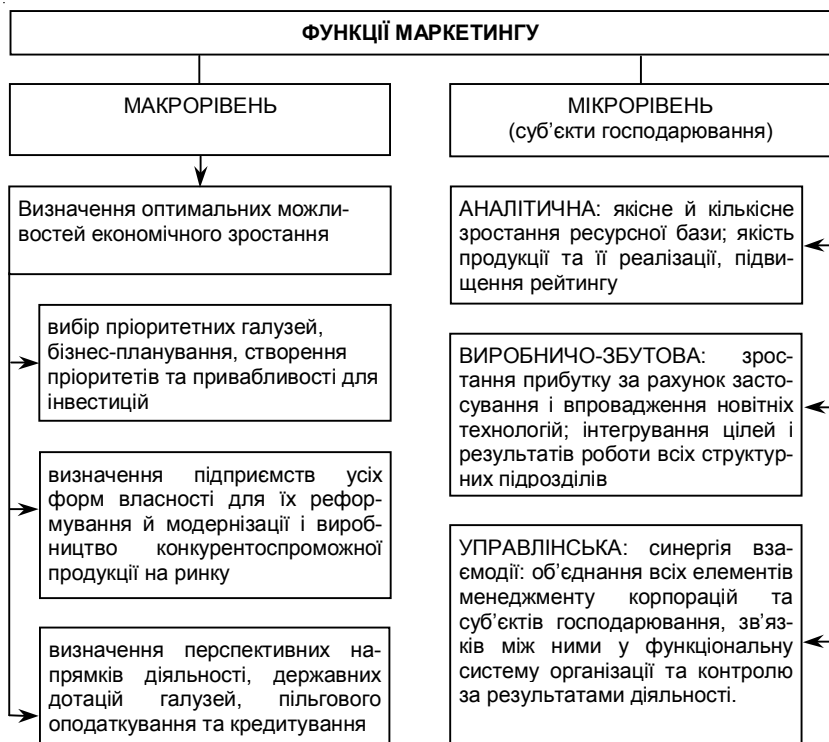 ФУНКЦІЇ МАРКЕТИНГУ
МАКРОРІВЕНЬ
Визначення оптимальних можли-
востей економічного зростання
вибір пріоритетних галузей,
бізнес-планування, створення
пріоритетів та привабливості для
інвестицій
визначення підприємств усіх
форм власності для їх рефор-
мування й модернізації і вироб-
ництво конкурентоспроможної
продукції на ринку
визначення перспективних на-
прямків діяльності, державних
дотацій галузей, пільгового
оподаткування та кредитування
МІКРОРІВЕНЬ
(суб’єкти господарювання)
АНАЛІТИЧНА: якісне й кількісне
зростання ресурсної бази; якість
продукції та її реалізації, підви-
щення рейтингу
ВИРОБНИЧО-ЗБУТОВА: зрос-
тання прибутку за рахунок засто-
сування і впровадження новітніх
технологій; інтегрування цілей і
результатів роботи всіх структур-
них підрозділів
УПРАВЛІНСЬКА: синергія вза-
ємодії: об’єднання всіх елементів
менеджменту корпорацій та
суб’єктів господарювання, зв’яз-
ків між ними у функціональну
систему організації та контролю
за результатами діяльності.